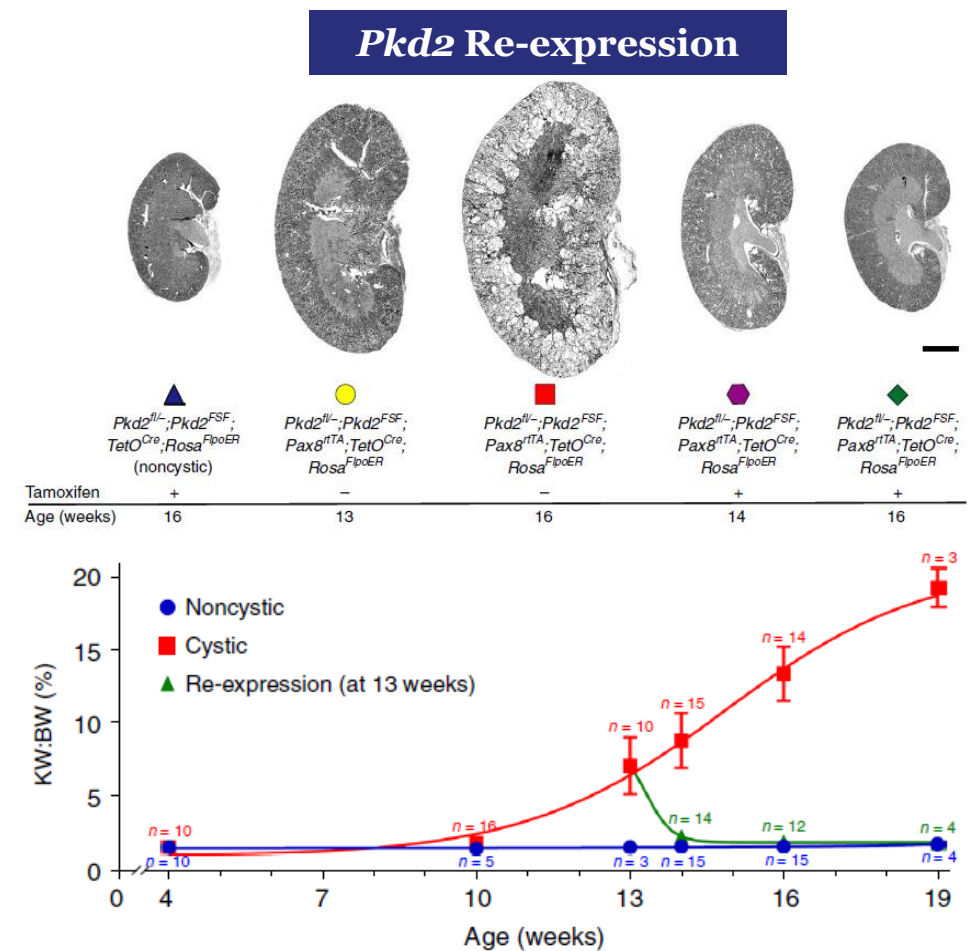 Pkd2 Re-expression
Pkd2fl/–;Pkd2FSF; Pkd2fl/–;Pkd2FSF; Pkd2fl/–;Pkd2FSF; Pkd2fl/–;Pkd2FSF; Pkd2fl/–;Pkd2FSF;
TetOCre;RosaFlpoER Pax8rtTA;TetOCre; Pax8rtTA;TetOCre; Pax8rtTA;TetOCre; Pax8rtTA;TetOCre;
(noncystic) RosaFlpoER RosaFlpoER RosaFlpoER RosaFlpoER
Tamoxifen + – – + +
Age (weeks) 16 13 16 14 16
20
15
10
5
0
KW:BW (%)
Noncystic
Cystic
Re-expression (at 13 weeks)
n = 3
n = 14
n = 15
n = 10
n = 14
n = 12
n = 4
n = 10
n = 16
n = 10
n = 5
n = 3
n = 15
n = 15
n = 4
0 4 7 10 13 16 19
Age (weeks)